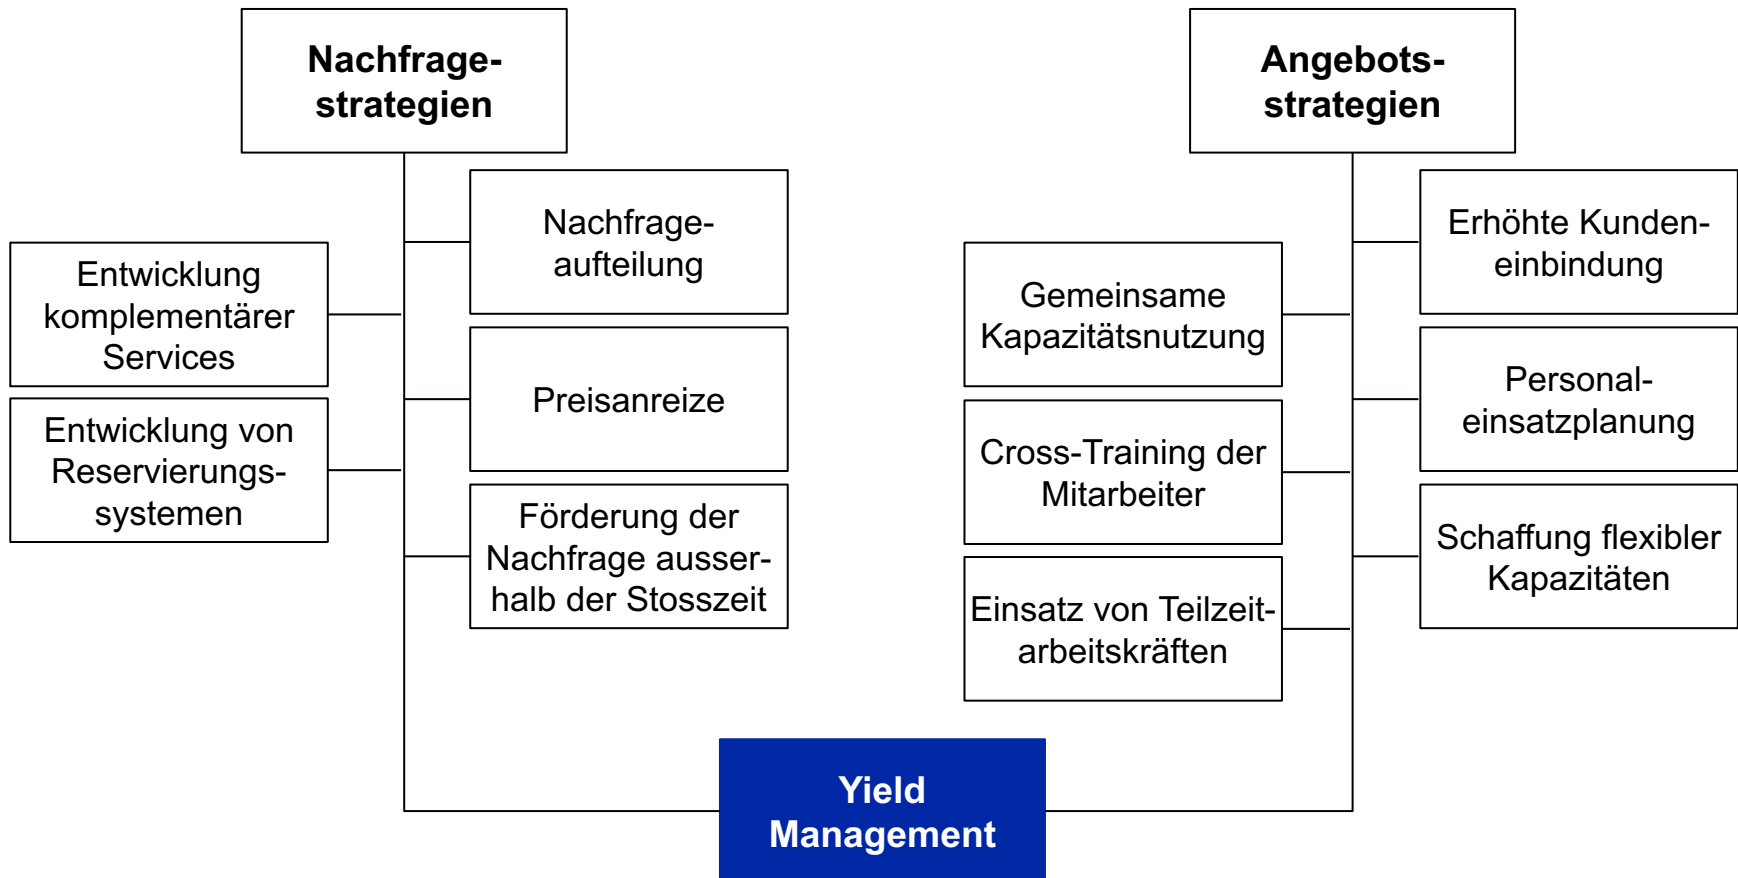 Nachfrage-
strategien
Nachfrage-
aufteilung
Entwicklung
komplementärer
Services
Preisanreize
Entwicklung von
Reservierungs-
systemen
Förderung der
Nachfrage ausser-
halb der Stosszeit
Angebots-
strategien
Erhöhte Kunden-
einbindung
Gemeinsame
Kapazitätsnutzung
Personal-
einsatzplanung
Cross-Training der
Mitarbeiter
Schaffung flexibler
Kapazitäten
Einsatz von Teilzeit-
arbeitskräften
Yield
Management